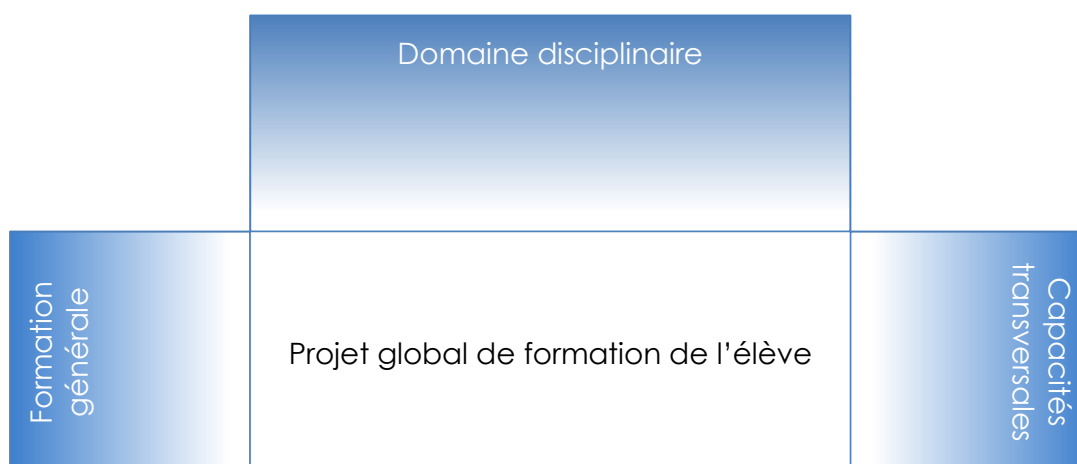 Domaine disciplinaire
Formation
générale
Projet global de formation de l’élève
Capacités
transversales